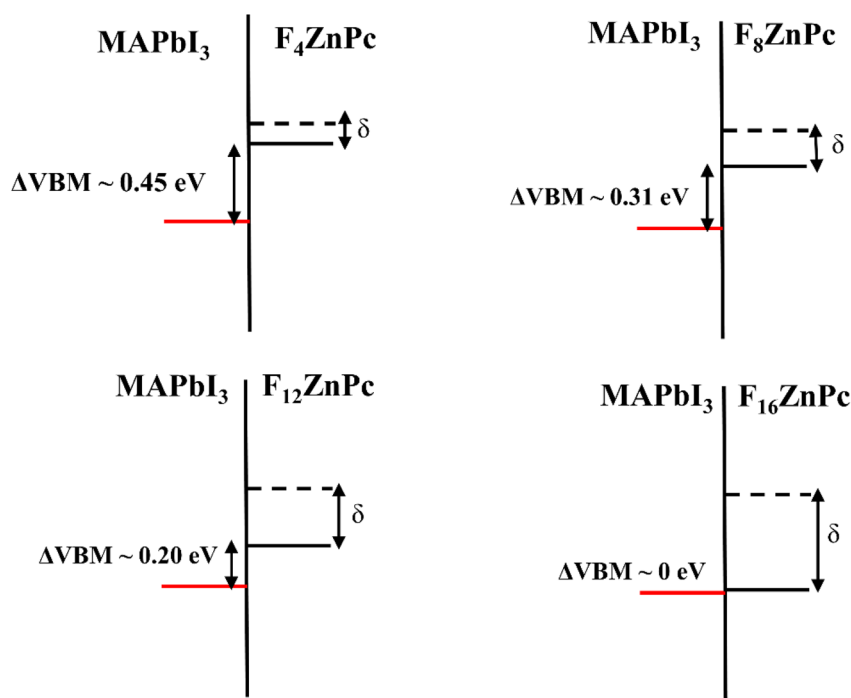 MAPbI₃ F₄ZnPc
δ
ΔVBM ~ 0.45 eV
MAPbI₃ F₈ZnPc
δ
ΔVBM ~ 0.31 eV
MAPbI₃ F₁₂ZnPc
δ
ΔVBM ~ 0.20 eV
MAPbI₃ F₁₆ZnPc
δ
ΔVBM ~ 0 eV